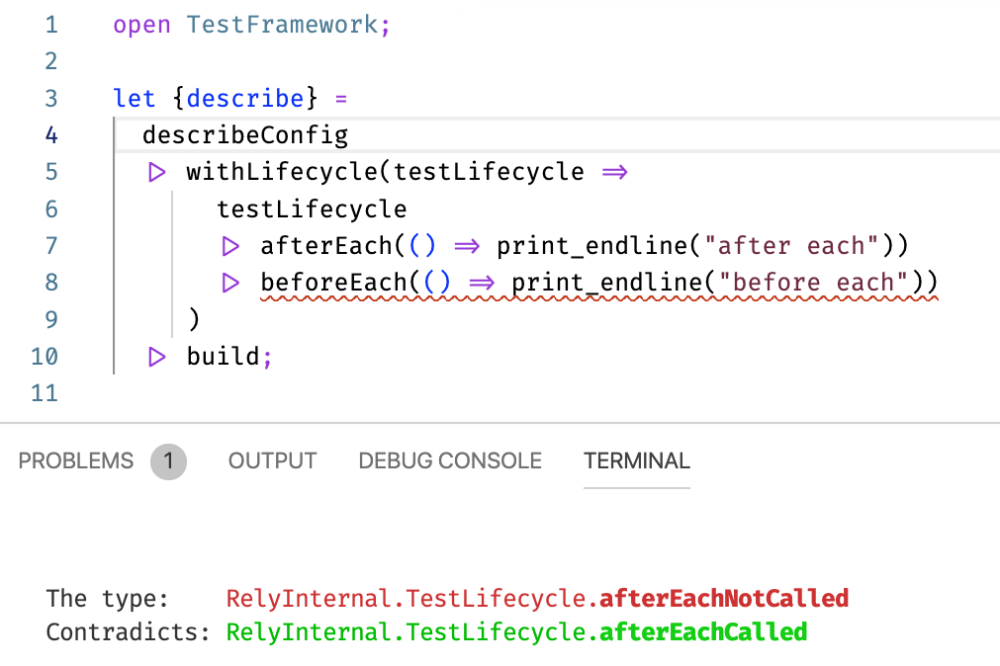 1 open TestFramework;
2
3 let {describe} =
4 describeConfig
5 ▷ withLifecycle(testLifecycle ⇒
6 testLifecycle
7 ▷ afterEach(() ⇒ print_endline("after each"))
8 ▷ beforeEach(() ⇒ print_endline("before each"))
9 )
10 ▷ build;
11
PROBLEMS 1 OUTPUT DEBUG CONSOLE TERMINAL
The type: RelyInternal.TestLifecycle.afterEachNotCalled
Contradicts: RelyInternal.TestLifecycle.afterEachCalled